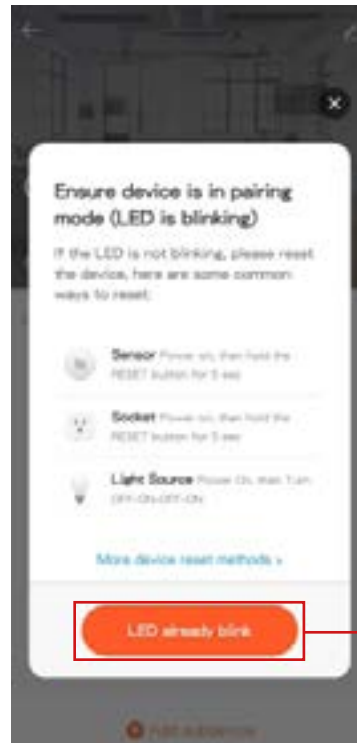 Ensure device is in pairing
mode (LED is blinking)
If the LED is not blinking, please reset
the device, here are some common
ways to reset:
Sensor Power on, then hold the
RESET button for 5 sec
Socket Power on, then hold the
RESET button for 5 sec
Light Source Power On, then Turn
OFF-ON-OFF-ON
More device reset methods >
LED already blink
Add subdevice